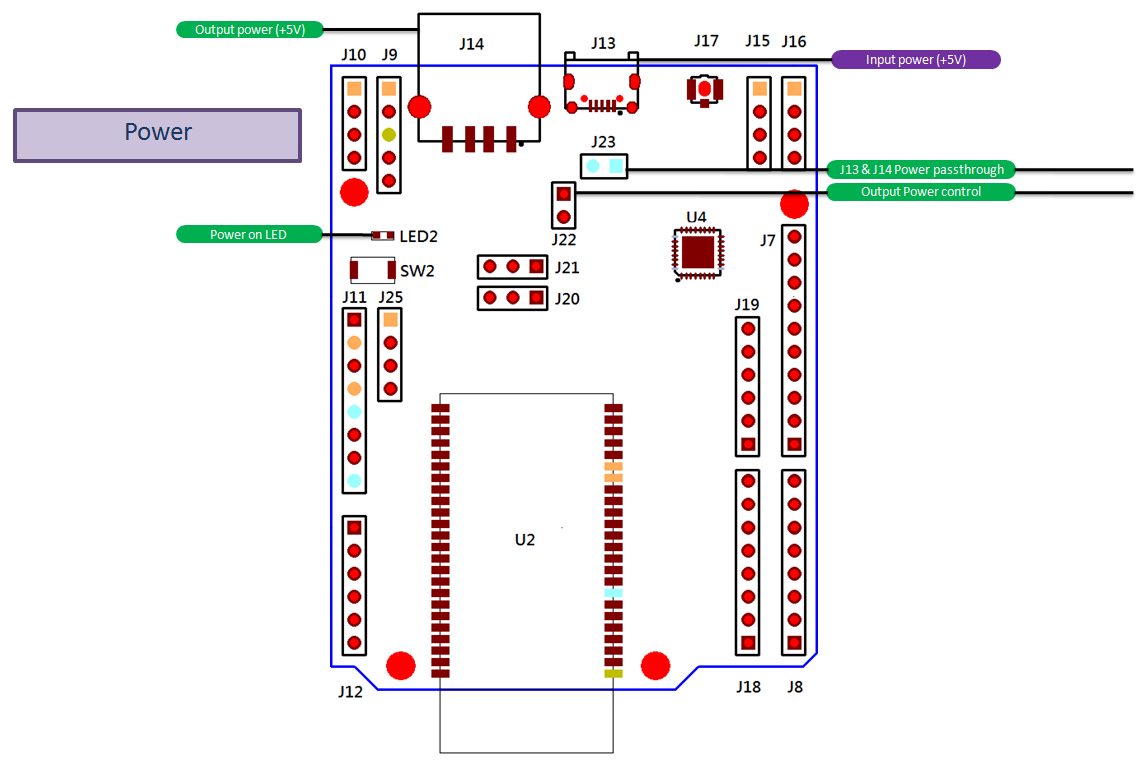 Output power (+5V)
J14
J13
J17
J15
J16
J10
J9
Input power (+5V)
Power
J23
J13 & J14 Power passthrough
Output Power control
U4
Power on LED
LED2
J22
J7
SW2
J21
J11
J25
J20
J19
U2
J12
J18
J8